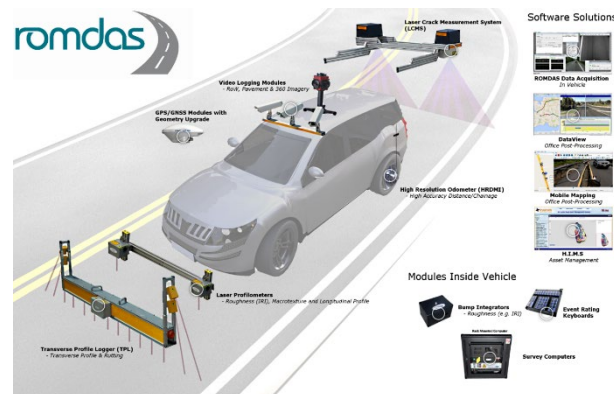 romdas
Laser Crack Measurement System
(LCMS)
Software Solutions
ROMDAS Data Acquisition
In Vehicle
Video Logging Modules
- RoW, Pavement & 360 Imagery
GPS/GNSS Modules with
Geometry Upgrade
DataView
Office Post-Processing
High Resolution Odometer (HRDMI)
- High Accuracy Distance/Chainage
Mobile Mapping
Office Post-Processing
H.I.M.S
Asset Management
Laser Profilometers
- Roughness (IRI), Macrotexture and Longitudinal Profile
Transverse Profile Logger (TPL)
- Transverse Profile & Rutting
Modules Inside Vehicle
Bump Integrators
- Roughness (e.g. IRI)
Event Rating
Keyboards
Rack Mounted Computer
Survey Computers